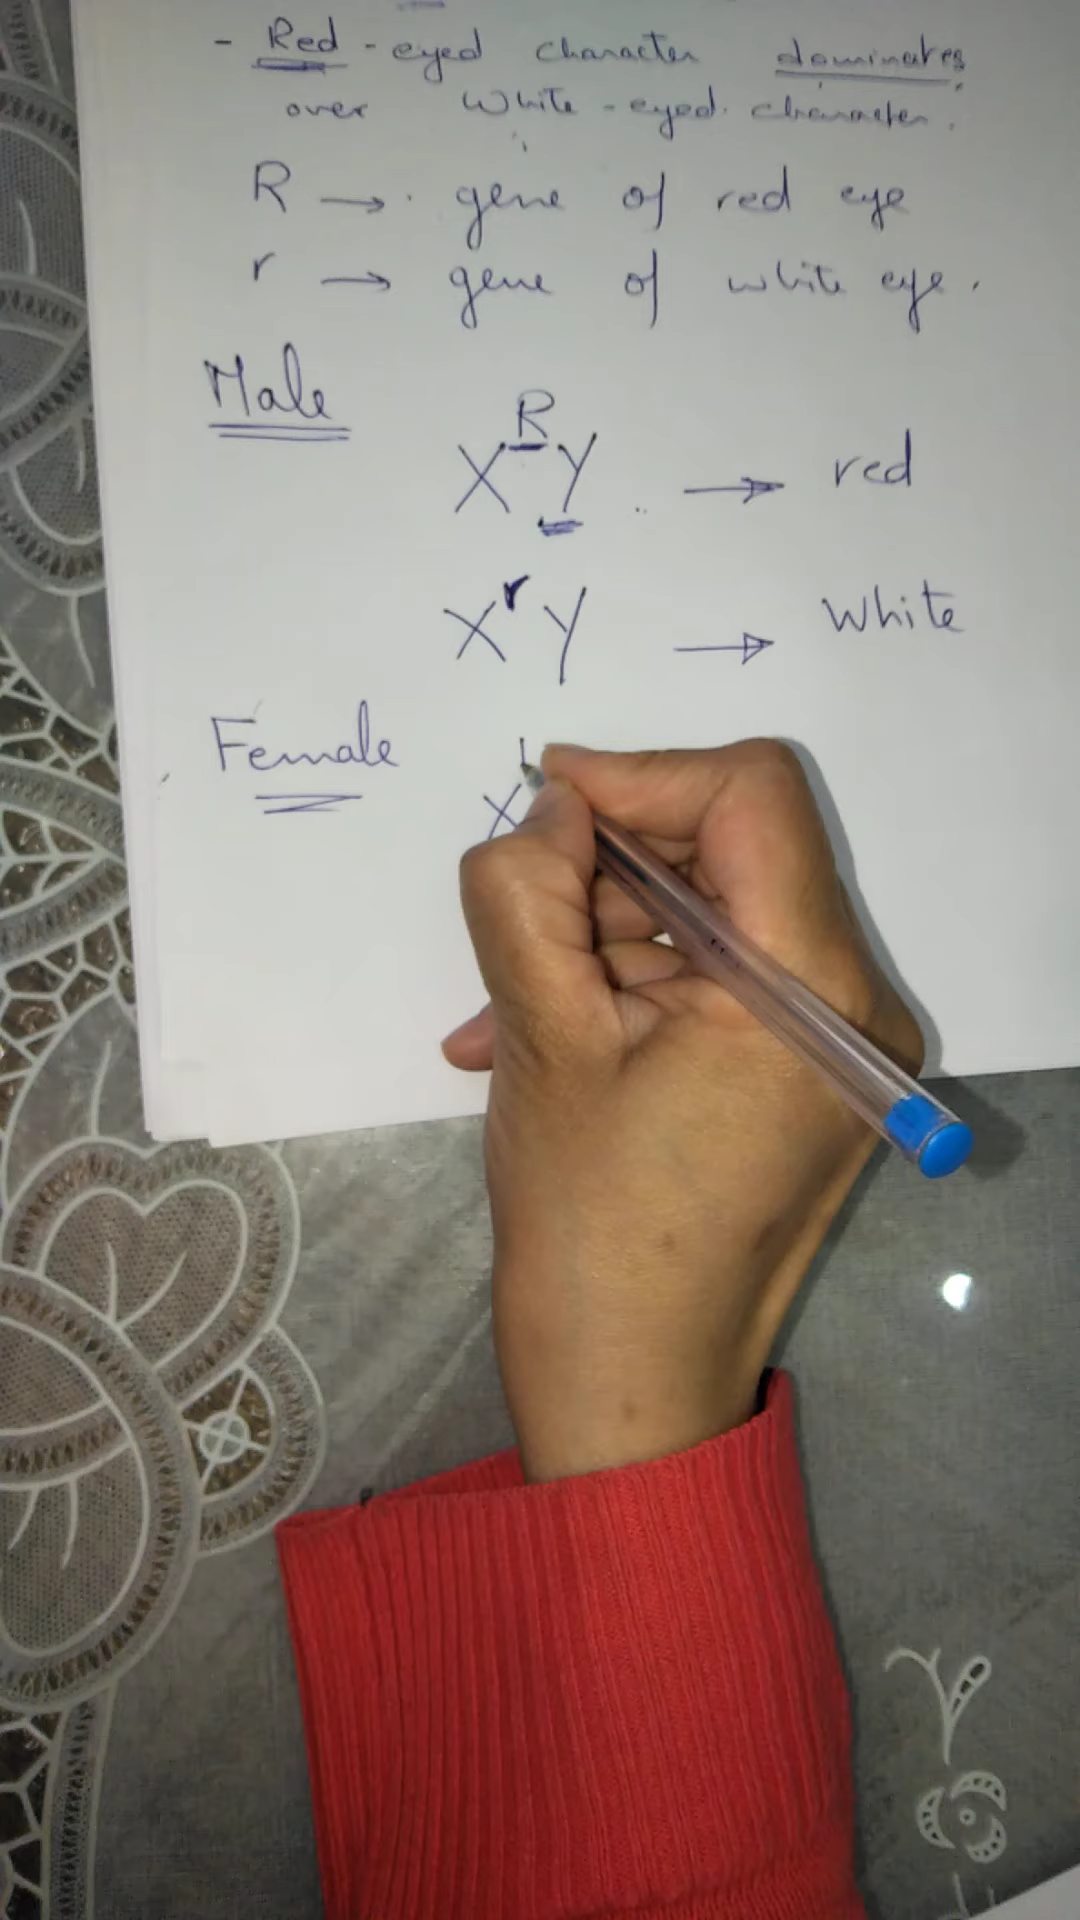 - Red - eyed character dominates
over White - eyed character.
R → gene of red eye
r → gene of white eye.
Male
X^R Y → red
X^r Y → White
Female
X